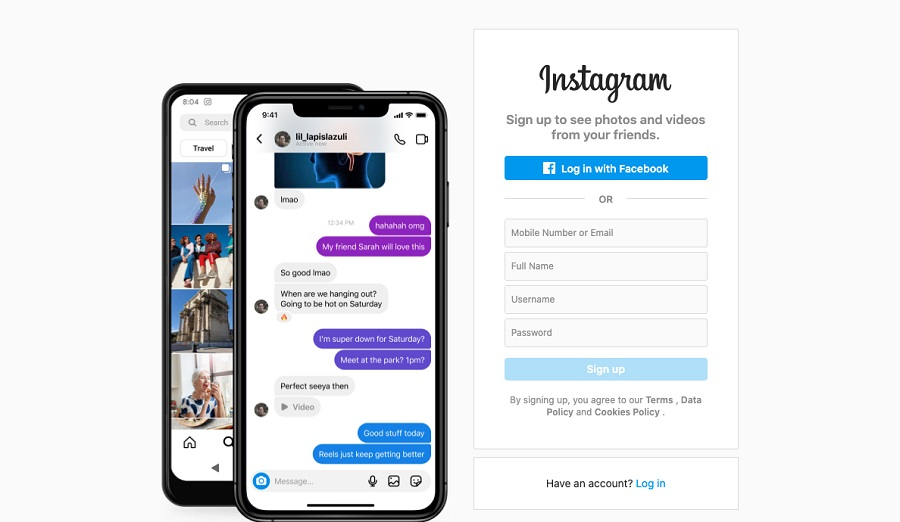 8:04
Search
Travel
9:41
lil_lapislazuli
Active now
lmao
12:34 PM
hahahah omg
My friend Sarah will love this
So good lmao
When are we hanging out?
Going to be hot on Saturday
I'm super down for Saturday?
Meet at the park? 1pm?
Perfect seeya then
Video
Good stuff today
Reels just keep getting better
Message...
Instagram
Sign up to see photos and videos
from your friends.
Log in with Facebook
OR
Mobile Number or Email
Full Name
Username
Password
Sign up
By signing up, you agree to our Terms , Data
Policy and Cookies Policy .
Have an account? Log in